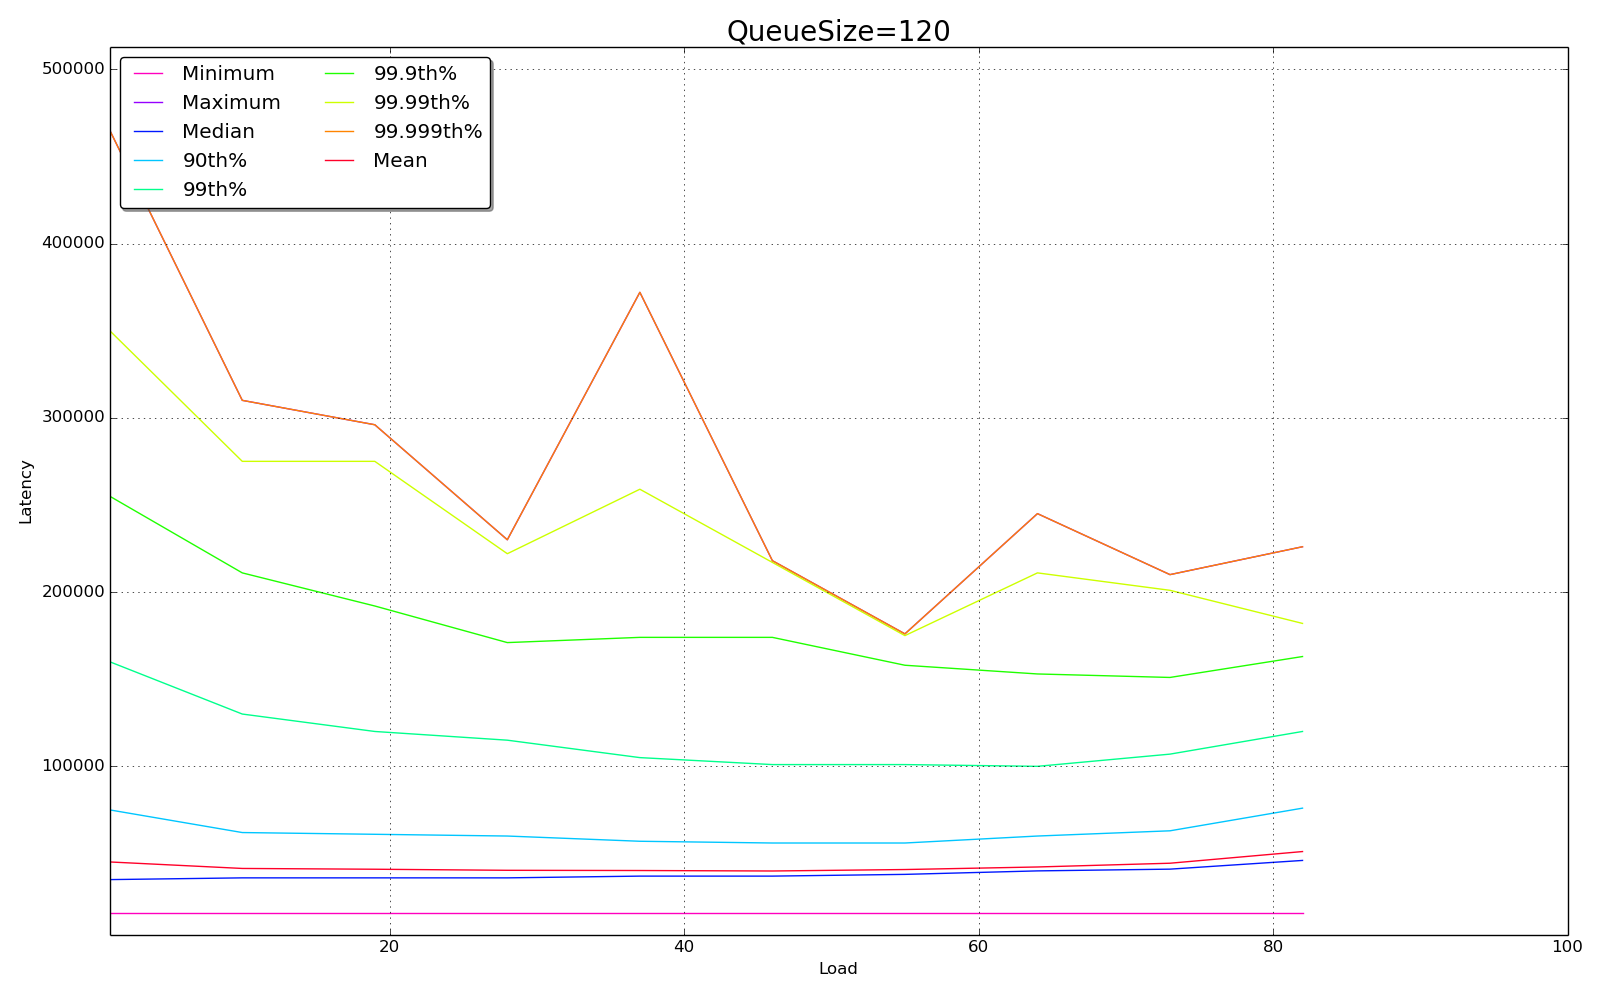 QueueSize=120
Minimum
Maximum
Median
90th%
99th%
99.9th%
99.99th%
99.999th%
Mean
500000
400000
300000
200000
100000
Latency
20
40
60
80
100
Load